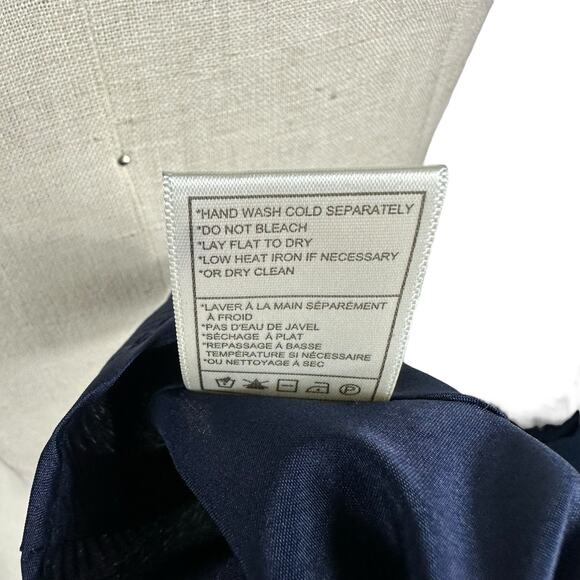 *HAND WASH COLD SEPARATELY
*DO NOT BLEACH
*LAY FLAT TO DRY
*LOW HEAT IRON IF NECESSARY
*OR DRY CLEAN
*LAVER À LA MAIN SÉPARÉMENT
À FROID
*PAS D'EAU DE JAVEL
*SÉCHAGE À PLAT
*REPASSAGE À BASSE
TEMPÉRATURE SI NÉCESSAIRE
*OU NETTOYAGE À SEC
P